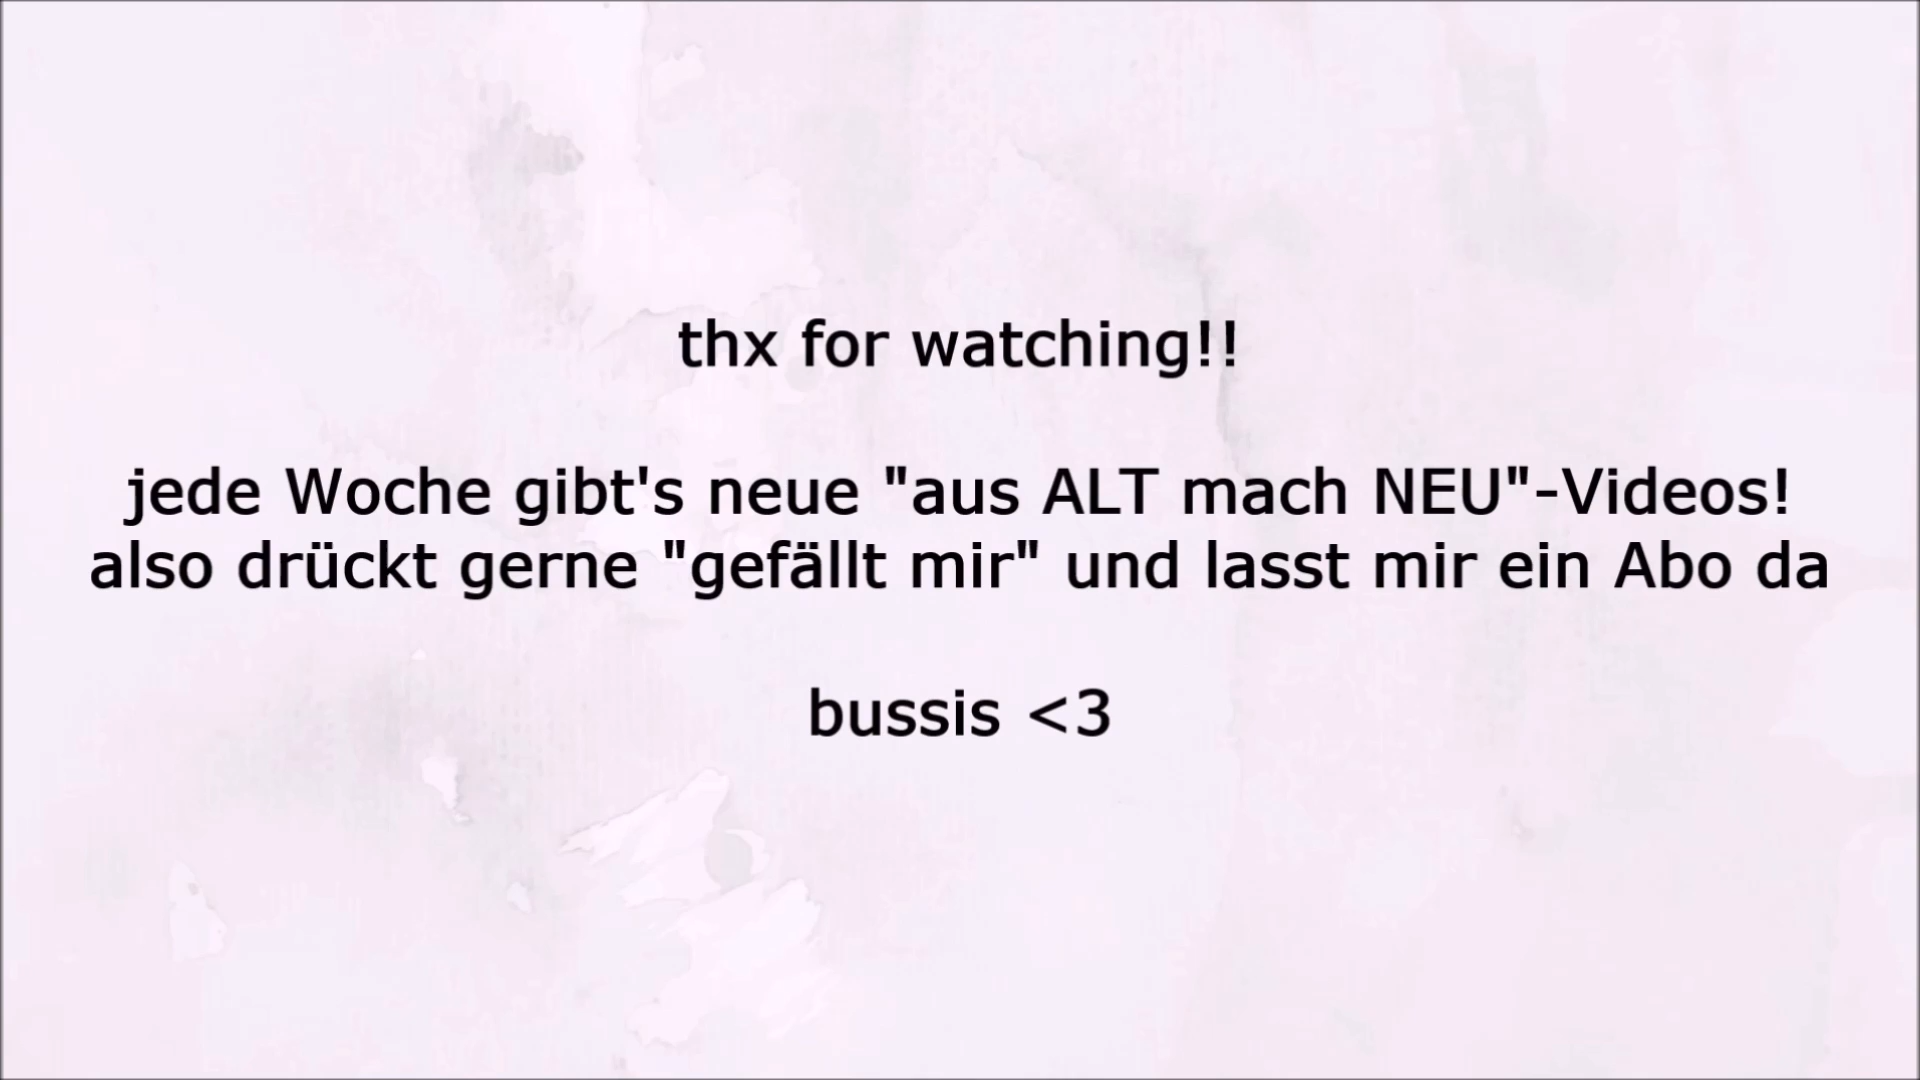 thx for watching!!
jede Woche gibt's neue "aus ALT mach NEU"-Videos!
also drückt gerne "gefällt mir" und lasst mir ein Abo da
bussis <3